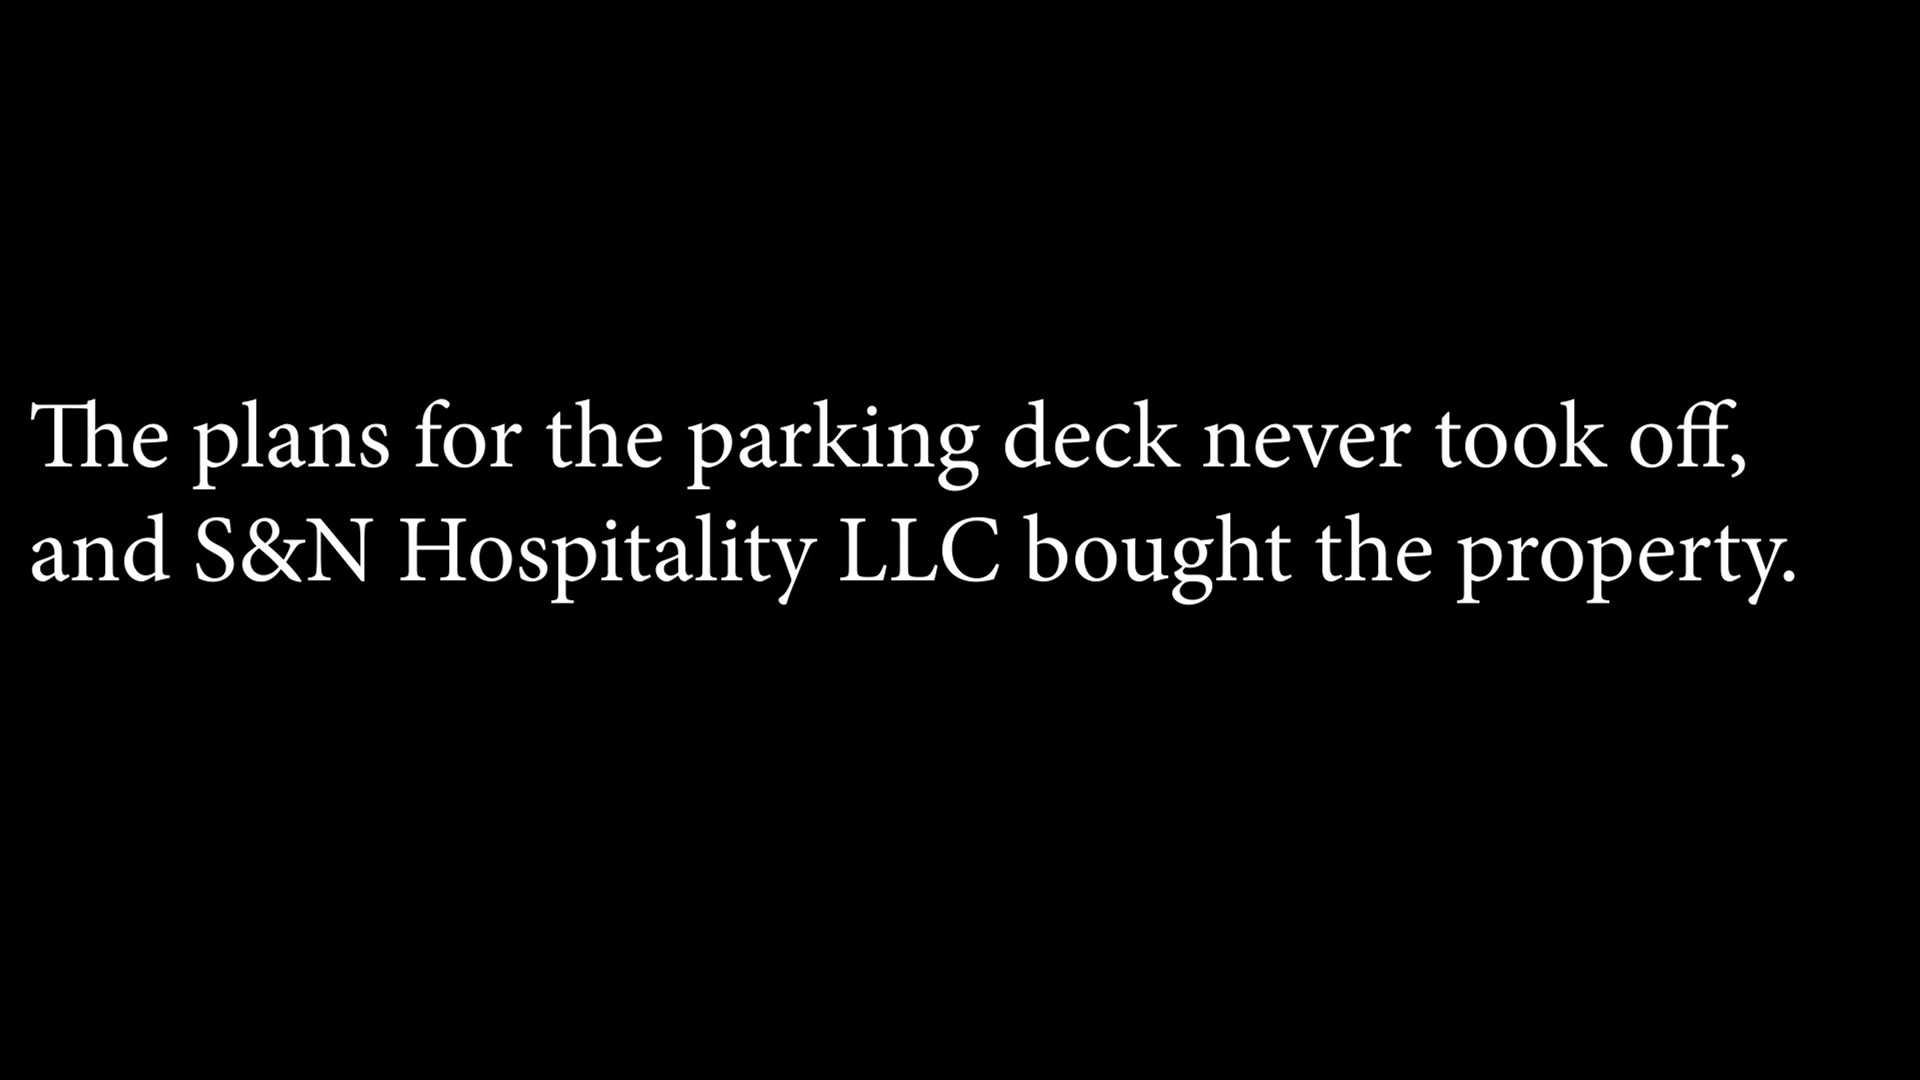 The plans for the parking deck never took off,
and S&N Hospitality LLC bought the property.